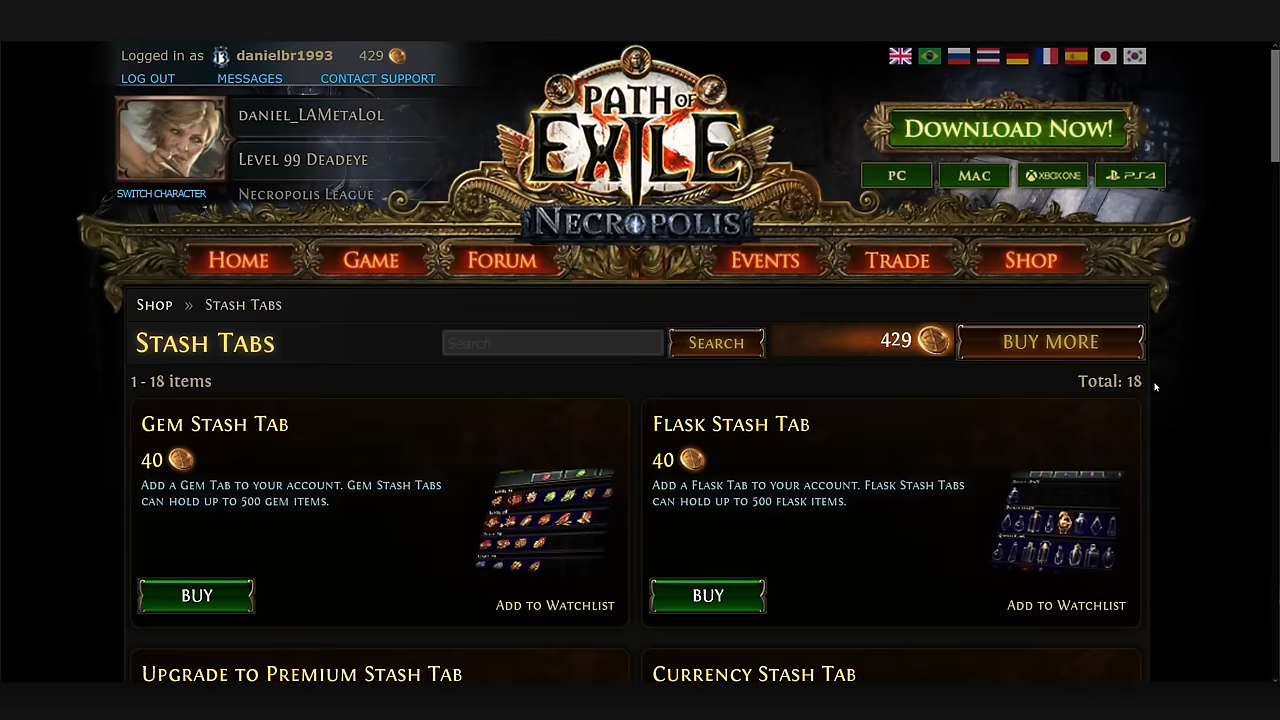 Logged in as danielbr1993 429
LOG OUT MESSAGES CONTACT SUPPORT
daniel_LAMetaLol
Level 99 Deadeye
SWITCH CHARACTER
Necropolis League
PATH OF
EXILE
NECROPOLIS
DOWNLOAD NOW!
PC MAC XBOX ONE PS4
HOME GAME FORUM EVENTS TRADE SHOP
SHOP » STASH TABS
STASH TABS
Search
SEARCH
429
BUY MORE
1 - 18 items
Total: 18
GEM STASH TAB
40
ADD A GEM TAB TO YOUR ACCOUNT. GEM STASH TABS
CAN HOLD UP TO 500 GEM ITEMS.
BUY
ADD TO WATCHLIST
FLASK STASH TAB
40
ADD A FLASK TAB TO YOUR ACCOUNT. FLASK STASH TABS
CAN HOLD UP TO 500 FLASK ITEMS.
BUY
ADD TO WATCHLIST
UPGRADE TO PREMIUM STASH TAB
CURRENCY STASH TAB